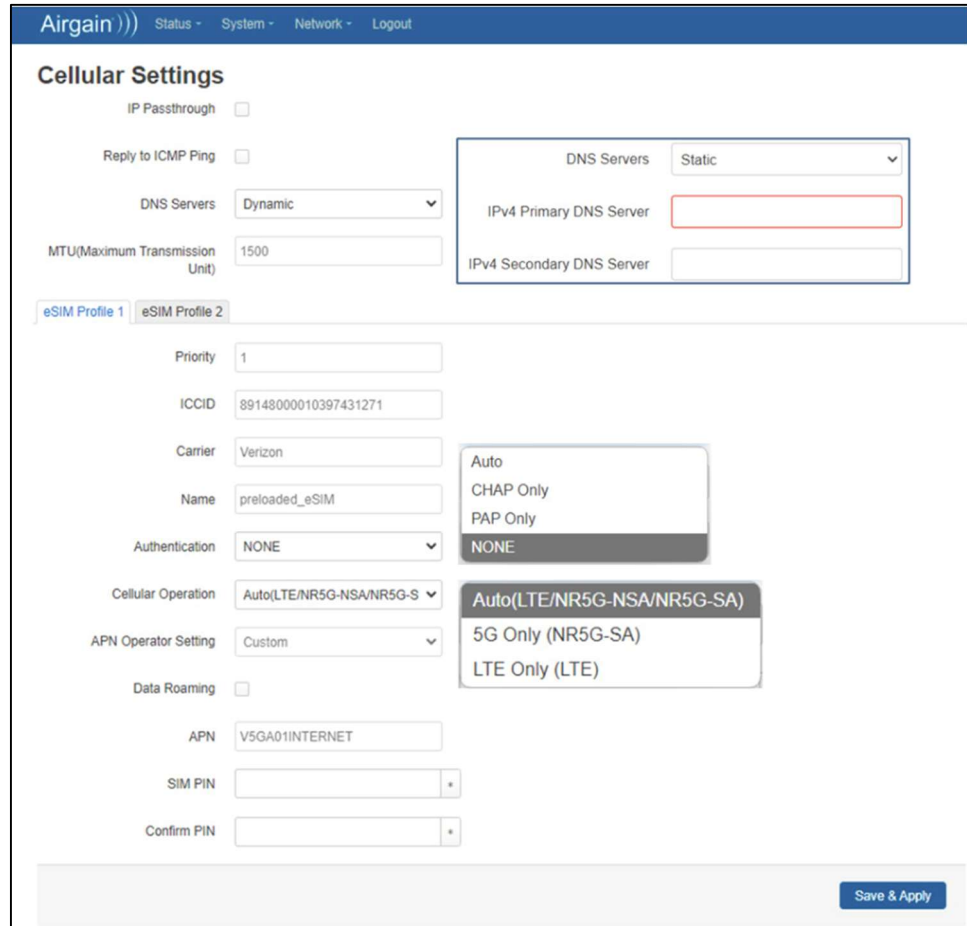 Airgain))) Status System Network Logout
Cellular Settings
IP Passthrough
Reply to ICMP Ping
DNS Servers Dynamic
MTU(Maximum Transmission
Unit)
1500
DNS Servers Static
IPv4 Primary DNS Server
IPv4 Secondary DNS Server
eSIM Profile 1 eSIM Profile 2
Priority 1
ICCID 89148000010397431271
Carrier Verizon
Name preloaded_eSIM
Authentication NONE
Auto
CHAP Only
PAP Only
NONE
Cellular Operation Auto(LTE/NR5G-NSA/NR5G-S
Auto(LTE/NR5G-NSA/NR5G-SA)
5G Only (NR5G-SA)
LTE Only (LTE)
APN Operator Setting Custom
Data Roaming
APN V5GA01INTERNET
SIM PIN *
Confirm PIN *
Save & Apply